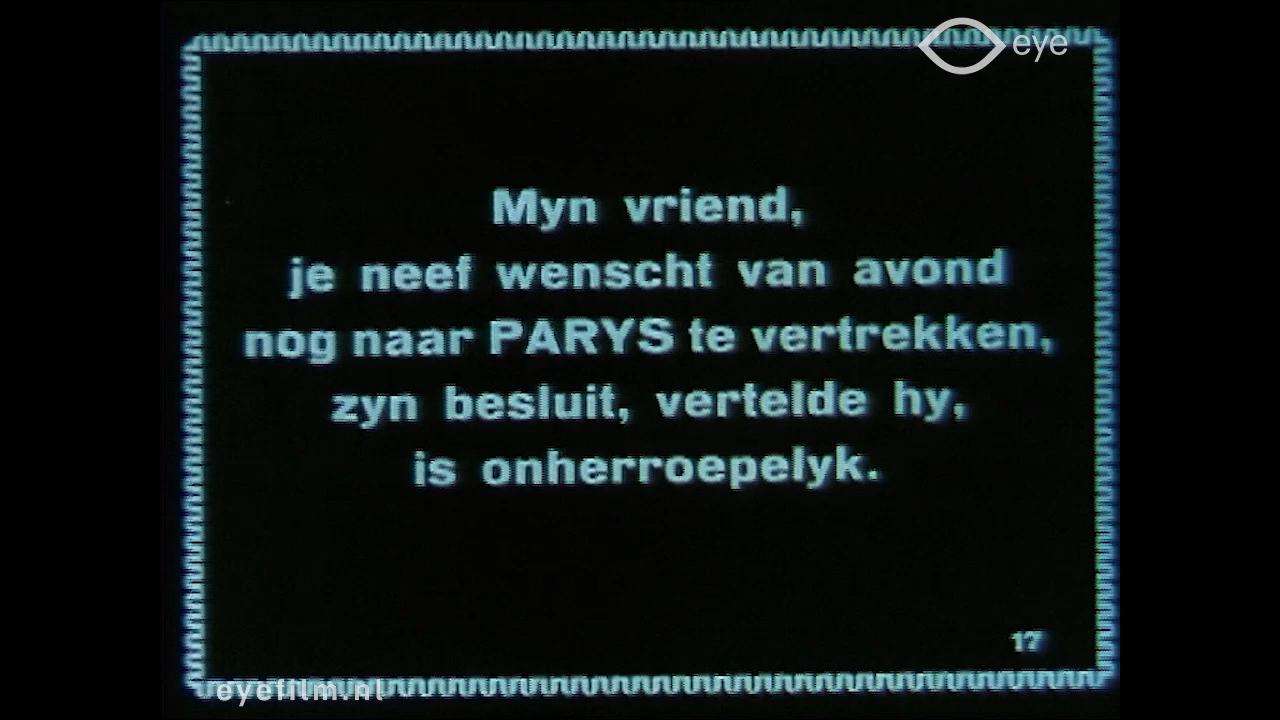 eye
Myn vriend,
je neef wenscht van avond
nog naar PARYS te vertrekken,
zyn besluit, vertelde hy,
is onherroepelyk.
17
eyefilm.nl